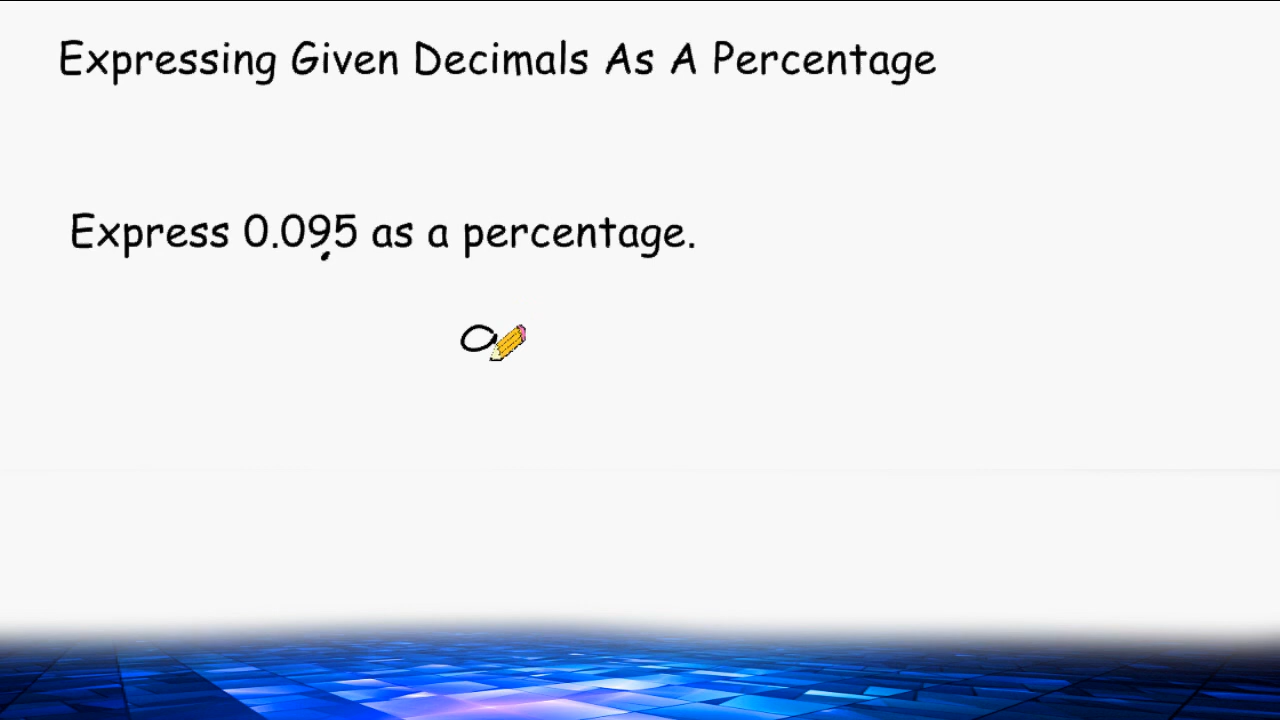 Expressing Given Decimals As A Percentage
Express 0.095 as a percentage.